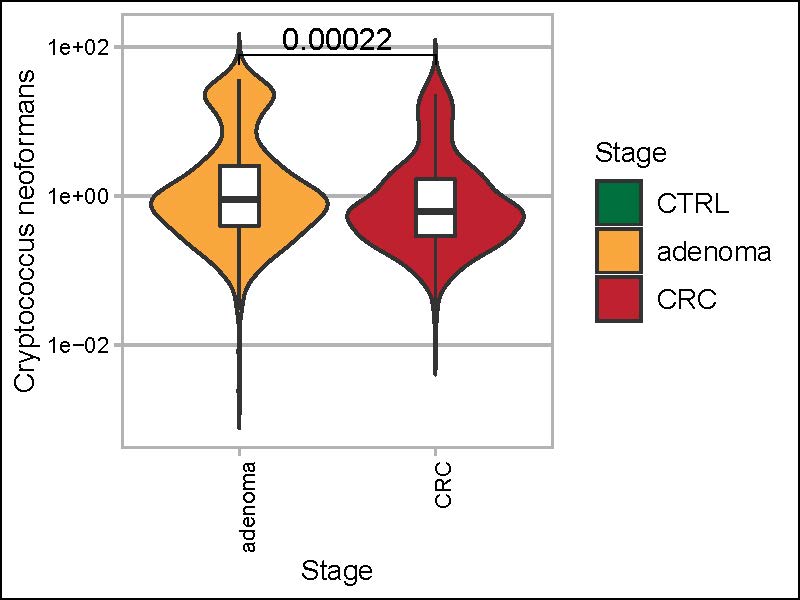 0.00022
1e+02
1e+00
1e−02
Cryptococcus neoformans
adenoma
CRC
Stage
Stage
CTRL
adenoma
CRC